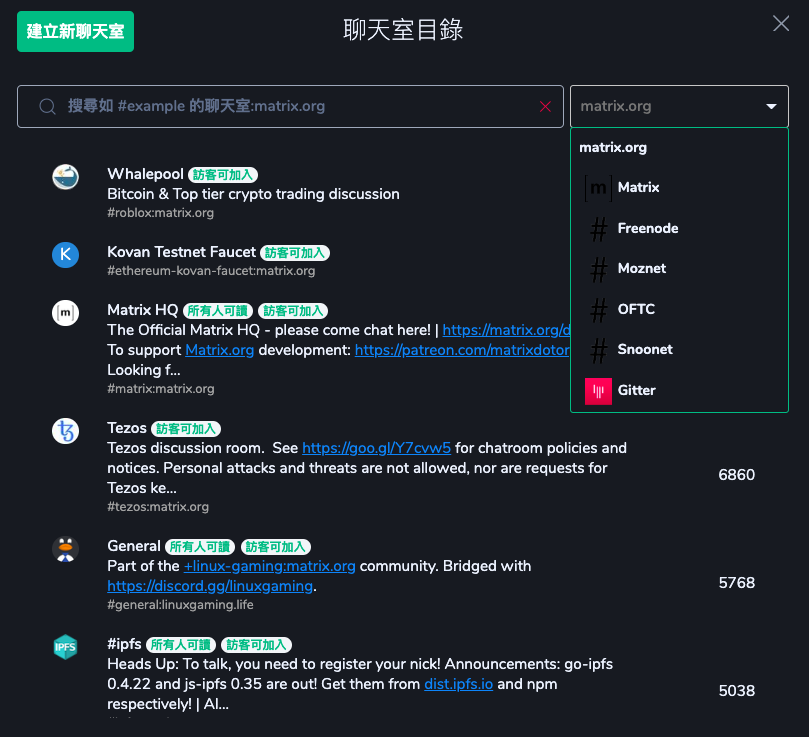 建立新聊天室
聊天室目錄
搜尋如 #example 的聊天室:matrix.org
matrix.org
matrix.org
Matrix
Freenode
Moznet
OFTC
Snoonet
Gitter
Whalepool 訪客可加入
Bitcoin & Top tier crypto trading discussion
#roblox:matrix.org
K
Kovan Testnet Faucet 訪客可加入
#ethereum-kovan-faucet:matrix.org
[m]
Matrix HQ 所有人可讀 訪客可加入
The Official Matrix HQ - please come chat here! | https://matrix.org/d
To support Matrix.org development: https://patreon.com/matrixdotor
Looking f...
#matrix:matrix.org
Tezos 訪客可加入
Tezos discussion room. See https://goo.gl/Y7cvw5 for chatroom policies and
notices. Personal attacks and threats are not allowed, nor are requests for
Tezos ke...
6860
#tezos:matrix.org
General 所有人可讀 訪客可加入
Part of the +linux-gaming:matrix.org community. Bridged with
https://discord.gg/linuxgaming.
5768
#general:linuxgaming.life
IPFS
#ipfs 所有人可讀 訪客可加入
Heads Up: To talk, you need to register your nick! Announcements: go-ipfs
0.4.22 and js-ipfs 0.35 are out! Get them from dist.ipfs.io and npm
respectively! | Al...
5038